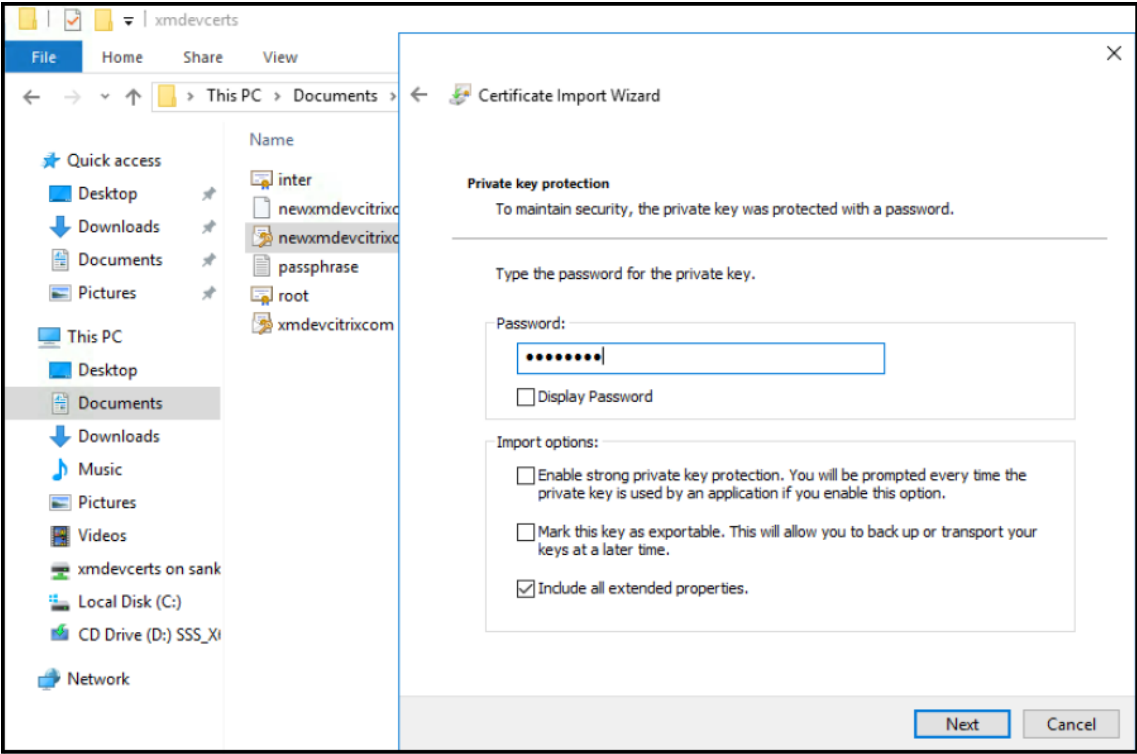 xmdevcerts
File Home Share View
This PC > Documents >
Name
Quick access
Desktop
Downloads
Documents
Pictures
This PC
Desktop
Documents
Downloads
Music
Pictures
Videos
xmdevcerts on sank
Local Disk (C:)
CD Drive (D:) SSS_X
Network
inter
newxmdevcitrixc
newxmdevcitrixc
passphrase
root
xmdevcitrixcom
Certificate Import Wizard
Private key protection
To maintain security, the private key was protected with a password.
Type the password for the private key.
Password:
••••••••
Display Password
Import options:
Enable strong private key protection. You will be prompted every time the
private key is used by an application if you enable this option.
Mark this key as exportable. This will allow you to back up or transport your
keys at a later time.
Include all extended properties.
Next Cancel